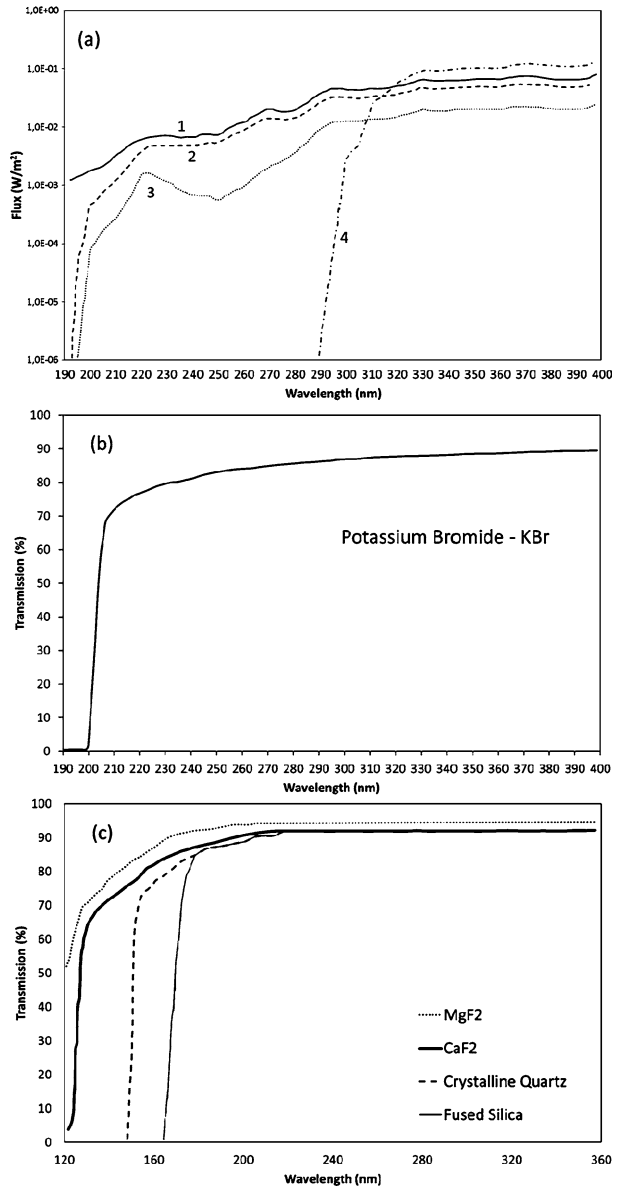 1,0E+00
(a)
1,0E-01
1,0E-02
1,0E-03
1,0E-04
1,0E-05
1,0E-06
Flux (W/m²)
1
2
3
4
190 200 210 220 230 240 250 260 270 280 290 300 310 320 330 340 350 360 370 380 390 400
Wavelength (nm)
100
90
80
70
60
50
40
30
20
10
0
(b)
Transmission (%)
Potassium Bromide - KBr
190 200 210 220 230 240 250 260 270 280 290 300 310 320 330 340 350 360 370 380 390 400
Wavelength (nm)
100
90
80
70
60
50
40
30
20
10
0
(c)
Transmission (%)
MgF2
CaF2
Crystalline Quartz
Fused Silica
120 160 200 240 280 320 360
Wavelength (nm)